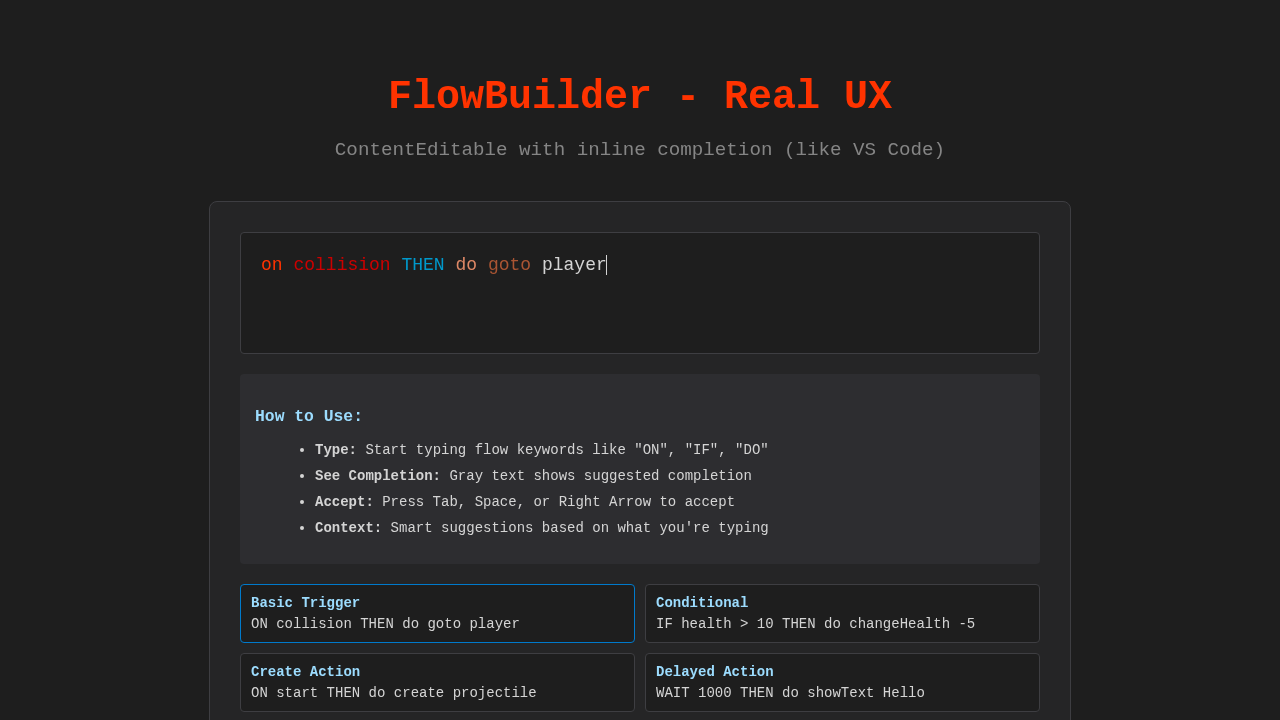 FlowBuilder - Real UX
ContentEditable with inline completion (like VS Code)
on collision THEN do goto player
How to Use:
• Type: Start typing flow keywords like "ON", "IF", "DO"
• See Completion: Gray text shows suggested completion
• Accept: Press Tab, Space, or Right Arrow to accept
• Context: Smart suggestions based on what you're typing
Basic Trigger
ON collision THEN do goto player
Conditional
IF health > 10 THEN do changeHealth -5
Create Action
ON start THEN do create projectile
Delayed Action
WAIT 1000 THEN do showText Hello